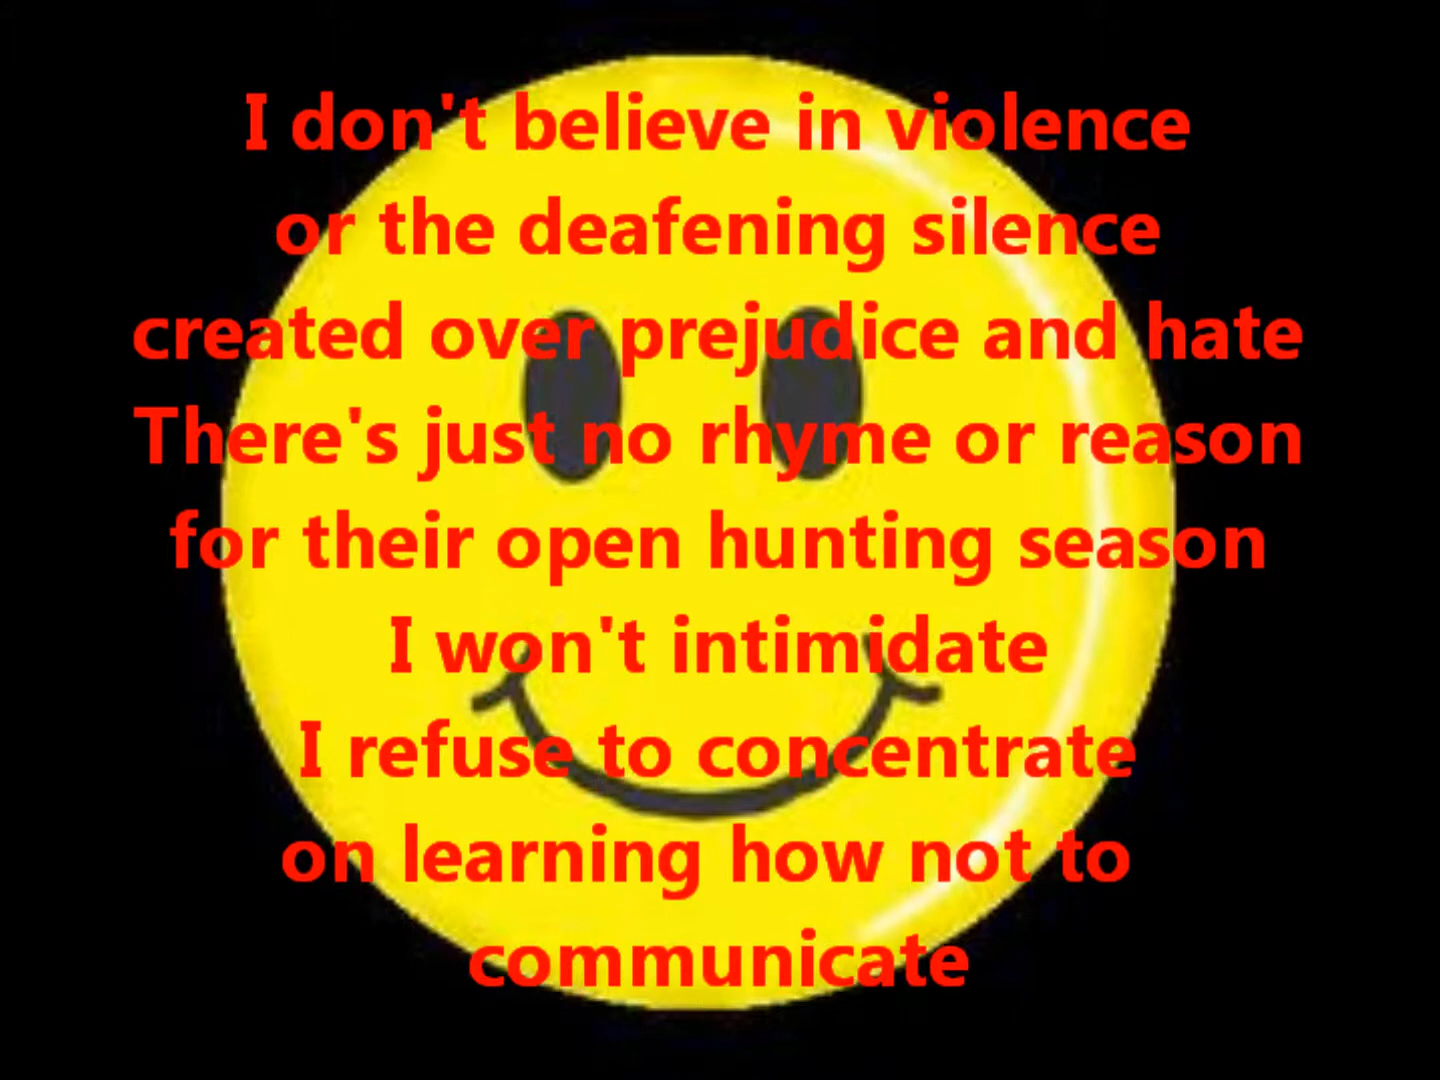 I don't believe in violence
or the deafening silence
created over prejudice and hate
There's just no rhyme or reason
for their open hunting season
I won't intimidate
I refuse to concentrate
on learning how not to
communicate